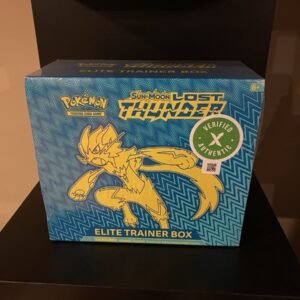 Pokémon
TRADING CARD GAME
SUN & MOON LOST
THUNDER
VERIFIED
X
AUTHENTIC
ELITE TRAINER BOX